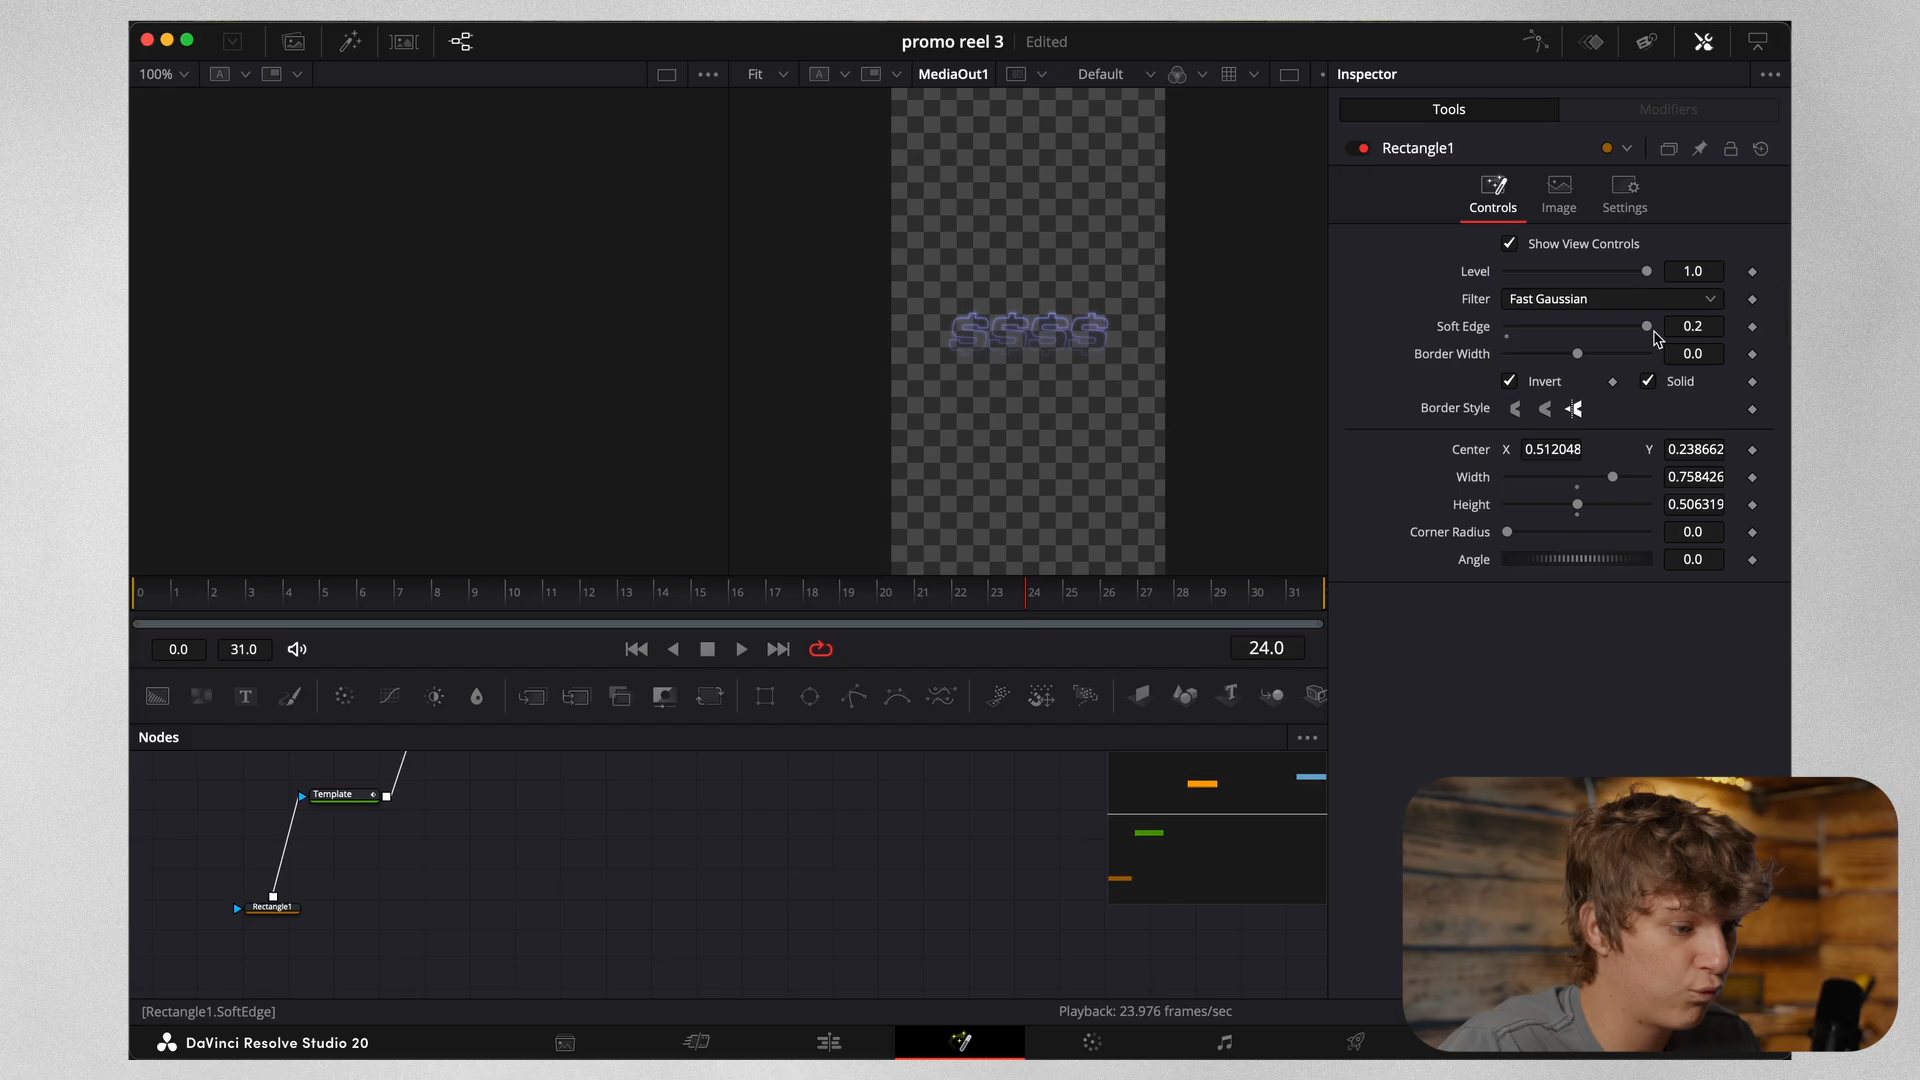 promo reel 3 Edited
100% A Fit A MediaOut1 Default Inspector
Tools Modifiers
Rectangle1
Controls Image Settings
Show View Controls
Level 1.0
Filter Fast Gaussian
Soft Edge 0.2
Border Width 0.0
Invert Solid
Border Style
Center X 0.512048 Y 0.238662
Width 0.758426
Height 0.506319
Corner Radius 0.0
Angle 0.0
$$$$
0 1 2 3 4 5 6 7 8 9 10 11 12 13 14 15 16 17 18 19 20 21 22 23 24 25 26 27 28 29 30 31
0.0 31.0 24.0
T T
Nodes
Template
Rectangle1
[Rectangle1.SoftEdge] Playback: 23.976 frames/sec
DaVinci Resolve Studio 20